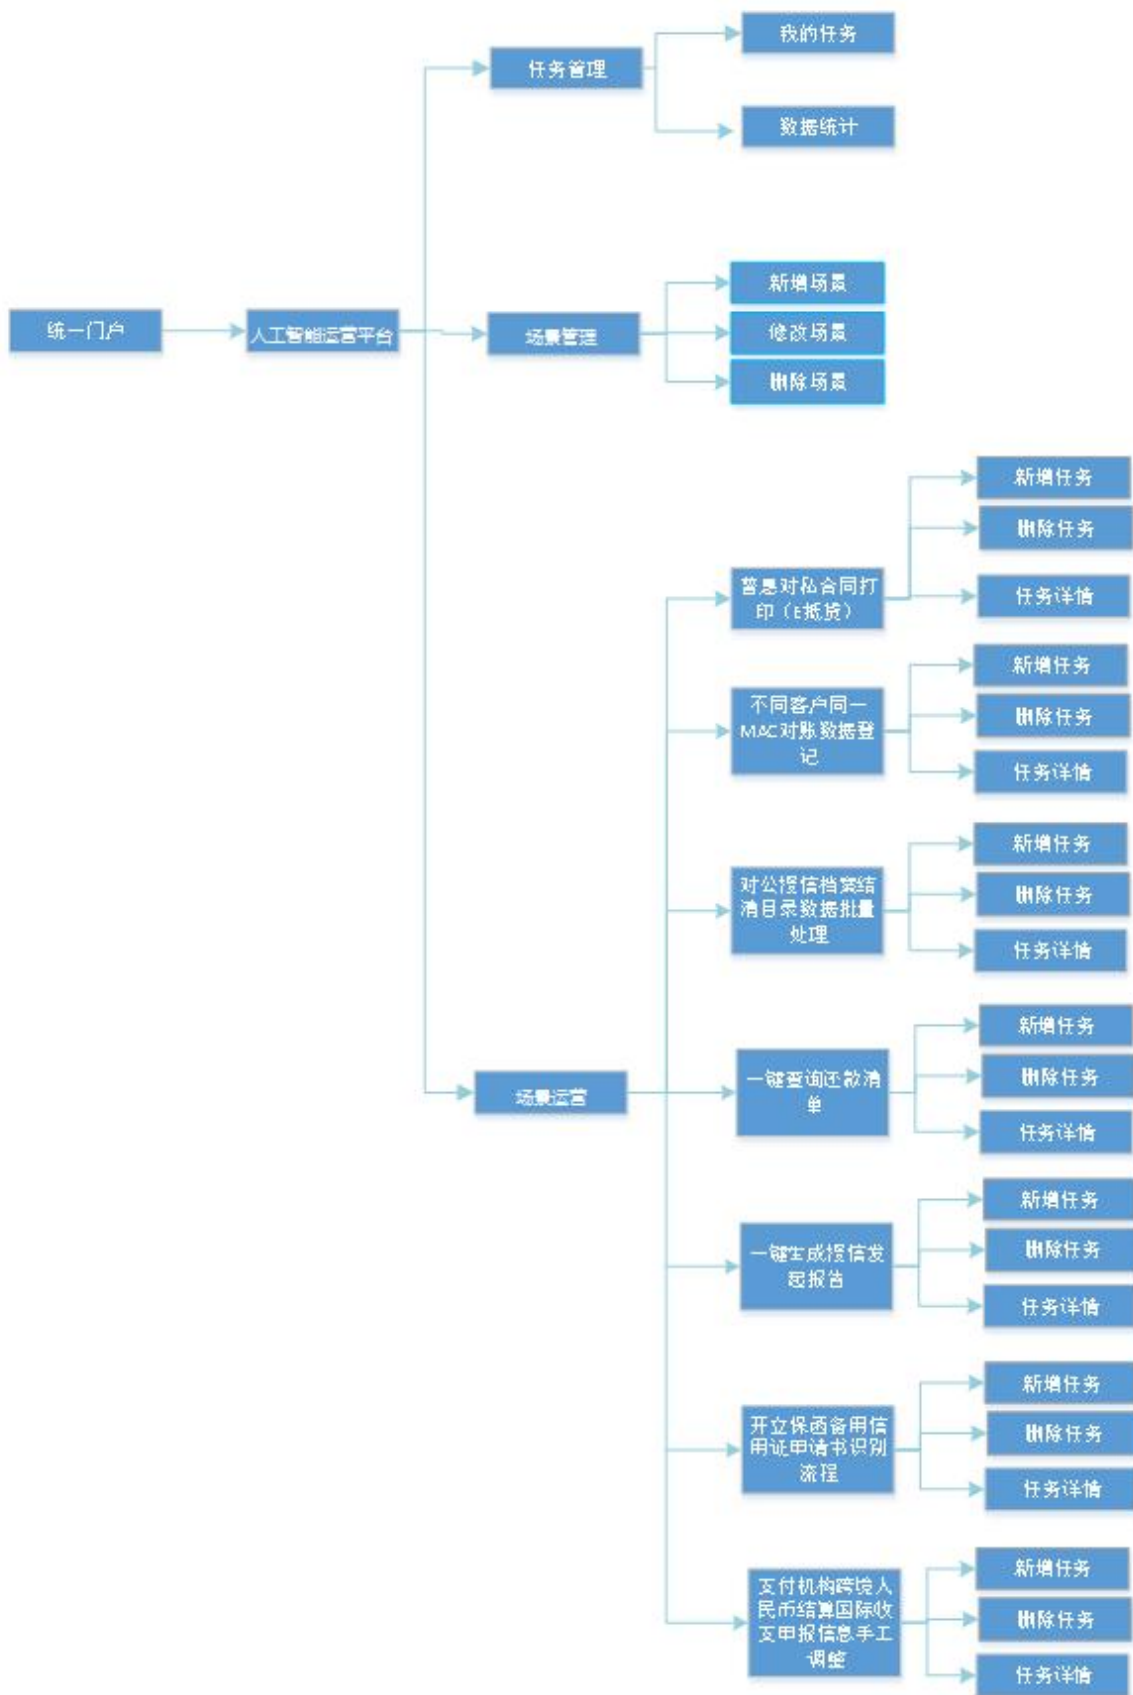 我的任务
任务管理
数据统计
新增场景
统一门户
人工智能运营平台
场景管理
修改场景
删除场景
新增任务
删除任务
普惠对私合同打
印（E抵贷）
任务详情
新增任务
不同客户同一
MAC对账数据登
记
删除任务
任务详情
新增任务
对公授信档案结
清目录数据批量
处理
删除任务
任务详情
新增任务
场景运营
一键查询还款清
单
删除任务
任务详情
新增任务
一键生成授信发
起报告
删除任务
任务详情
新增任务
开立保函备用信
用证申请书识别
流程
删除任务
任务详情
新增任务
支付机构跨境人
民币结算国际收
支申报信息手工
调整
删除任务
任务详情